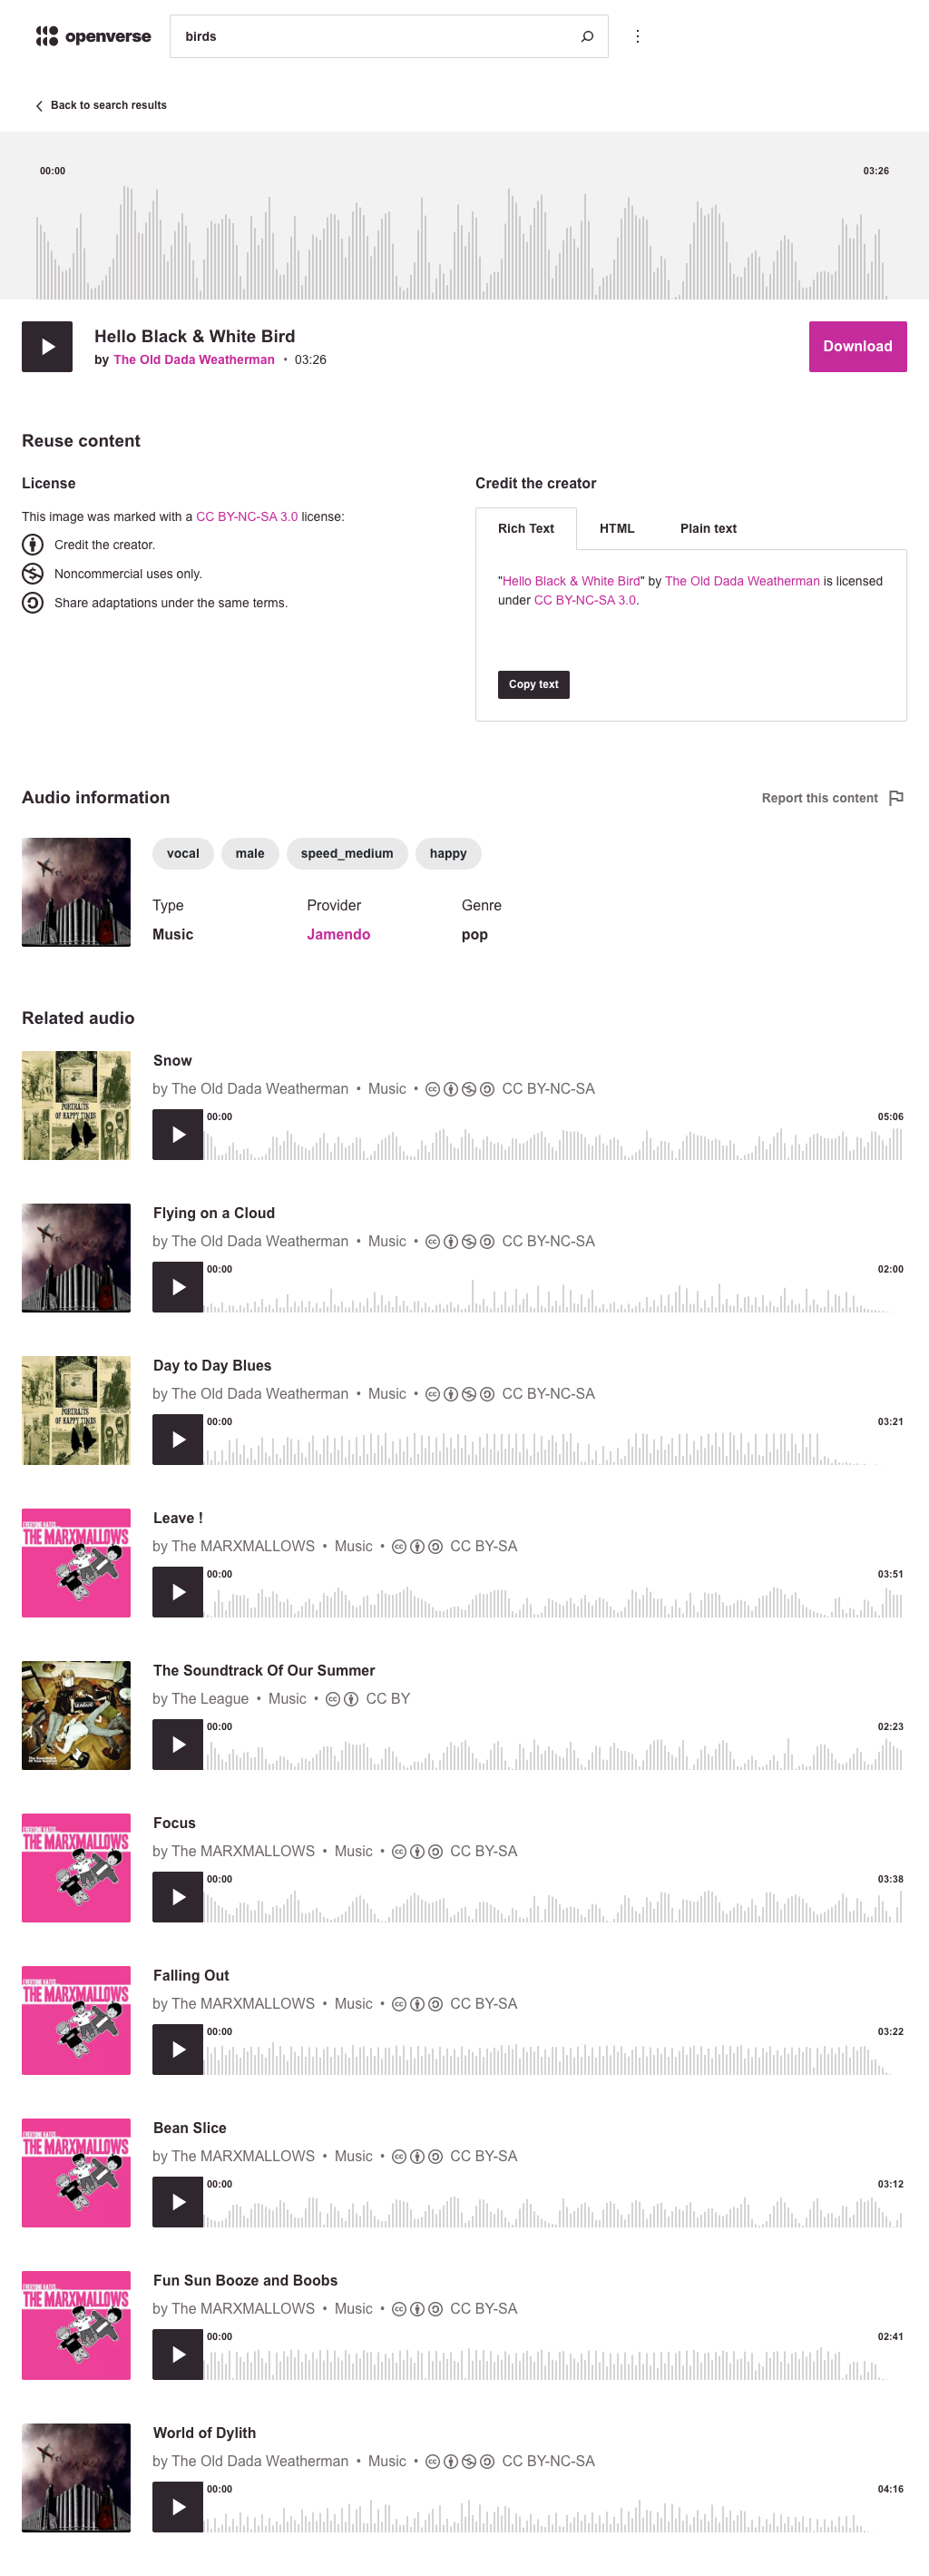 openverse
birds
Back to search results
00:00 03:26
Hello Black & White Bird
by The Old Dada Weatherman • 03:26
Download
Reuse content
License
This image was marked with a CC BY-NC-SA 3.0 license:
Credit the creator.
Noncommercial uses only.
Share adaptations under the same terms.
Credit the creator
Rich Text HTML Plain text
"Hello Black & White Bird" by The Old Dada Weatherman is licensed
under CC BY-NC-SA 3.0.
Copy text
Audio information
Report this content
vocal male speed_medium happy
Type Provider Genre
Music Jamendo pop
Related audio
PORTRAITS
OF HAPPY TIMES
Snow
by The Old Dada Weatherman • Music • CC BY-NC-SA
00:00 05:06
Flying on a Cloud
by The Old Dada Weatherman • Music • CC BY-NC-SA
00:00 02:00
PORTRAITS
OF HAPPY TIMES
Day to Day Blues
by The Old Dada Weatherman • Music • CC BY-NC-SA
00:00 03:21
EVERYONE HATES...
THE MARXMALLOWS
Leave !
by The MARXMALLOWS • Music • CC BY-SA
00:00 03:51
The Soundtrack Of Our Summer
by The League • Music • CC BY
00:00 02:23
EVERYONE HATES...
THE MARXMALLOWS
Focus
by The MARXMALLOWS • Music • CC BY-SA
00:00 03:38
EVERYONE HATES...
THE MARXMALLOWS
Falling Out
by The MARXMALLOWS • Music • CC BY-SA
00:00 03:22
EVERYONE HATES...
THE MARXMALLOWS
Bean Slice
by The MARXMALLOWS • Music • CC BY-SA
00:00 03:12
EVERYONE HATES...
THE MARXMALLOWS
Fun Sun Booze and Boobs
by The MARXMALLOWS • Music • CC BY-SA
00:00 02:41
World of Dylith
by The Old Dada Weatherman • Music • CC BY-NC-SA
00:00 04:16